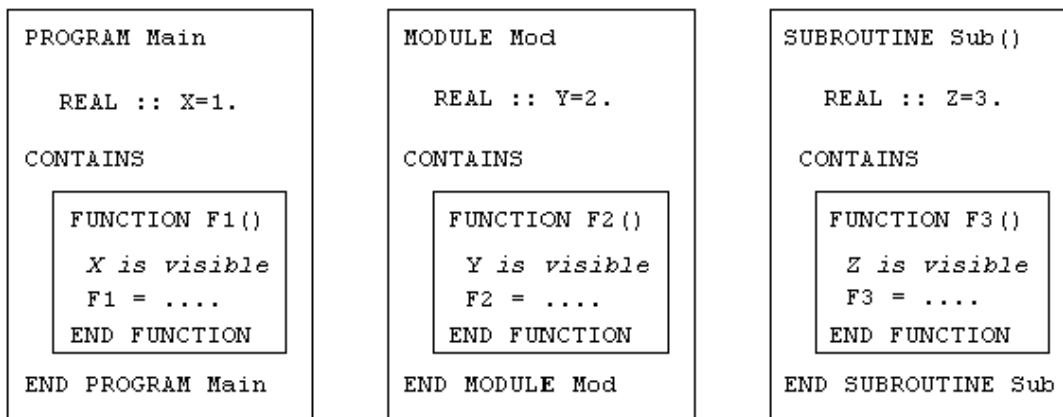 PROGRAM Main
REAL :: X=1.
CONTAINS
FUNCTION F1()
X is visible
F1 = ....
END FUNCTION
END PROGRAM Main
MODULE Mod
REAL :: Y=2.
CONTAINS
FUNCTION F2()
Y is visible
F2 = ....
END FUNCTION
END MODULE Mod
SUBROUTINE Sub()
REAL :: Z=3.
CONTAINS
FUNCTION F3()
Z is visible
F3 = ....
END FUNCTION
END SUBROUTINE Sub